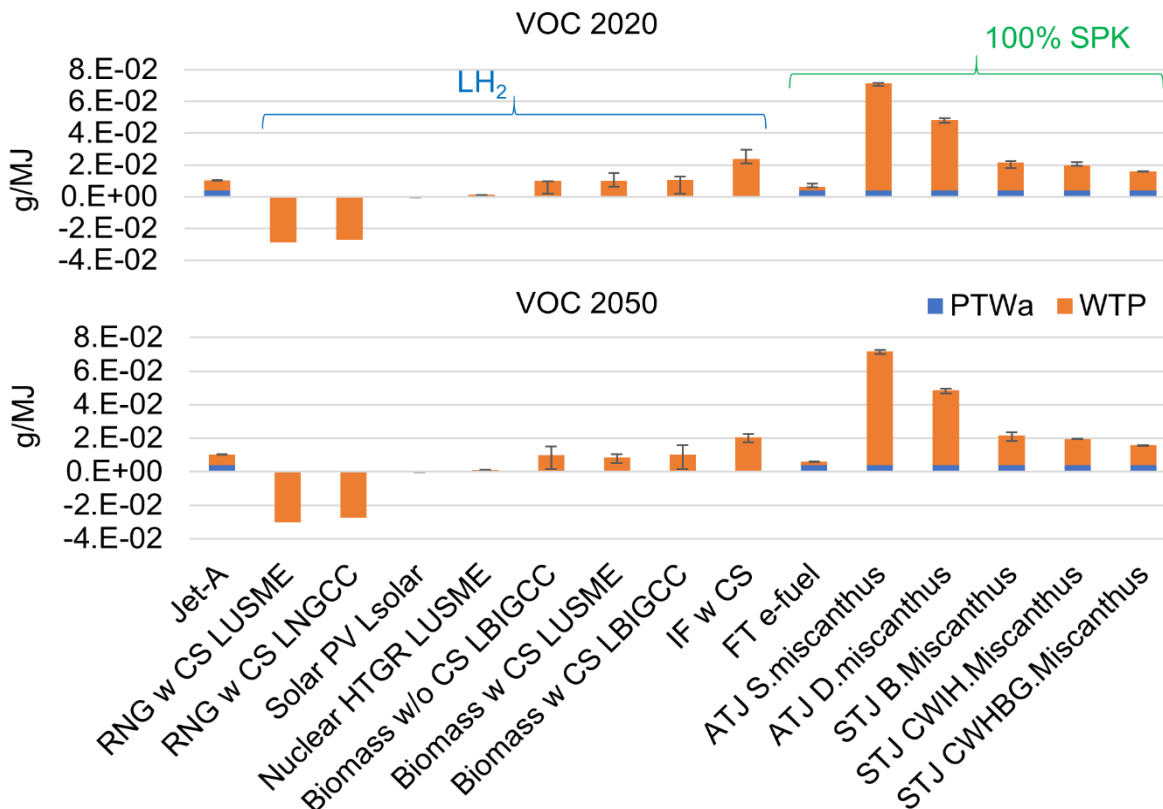 VOC 2020
100% SPK
LH₂
g/MJ
8.E-02
6.E-02
4.E-02
2.E-02
0.E+00
-2.E-02
-4.E-02
VOC 2050
PTWa
WTP
g/MJ
8.E-02
6.E-02
4.E-02
2.E-02
0.E+00
-2.E-02
-4.E-02
Jet-A
RNG w CS LUSME
RNG w CS LNGCC
Solar PV Lsolar
Nuclear HTGR LUSME
Biomass w/o CS LBIGCC
Biomass w CS LUSME
Biomass w CS LBIGCC
IF w CS
FT e-fuel
ATJ S.miscanthus
ATJ D.miscanthus
STJ B.Miscanthus
STJ CWIH.Miscanthus
STJ CWHBG.Miscanthus